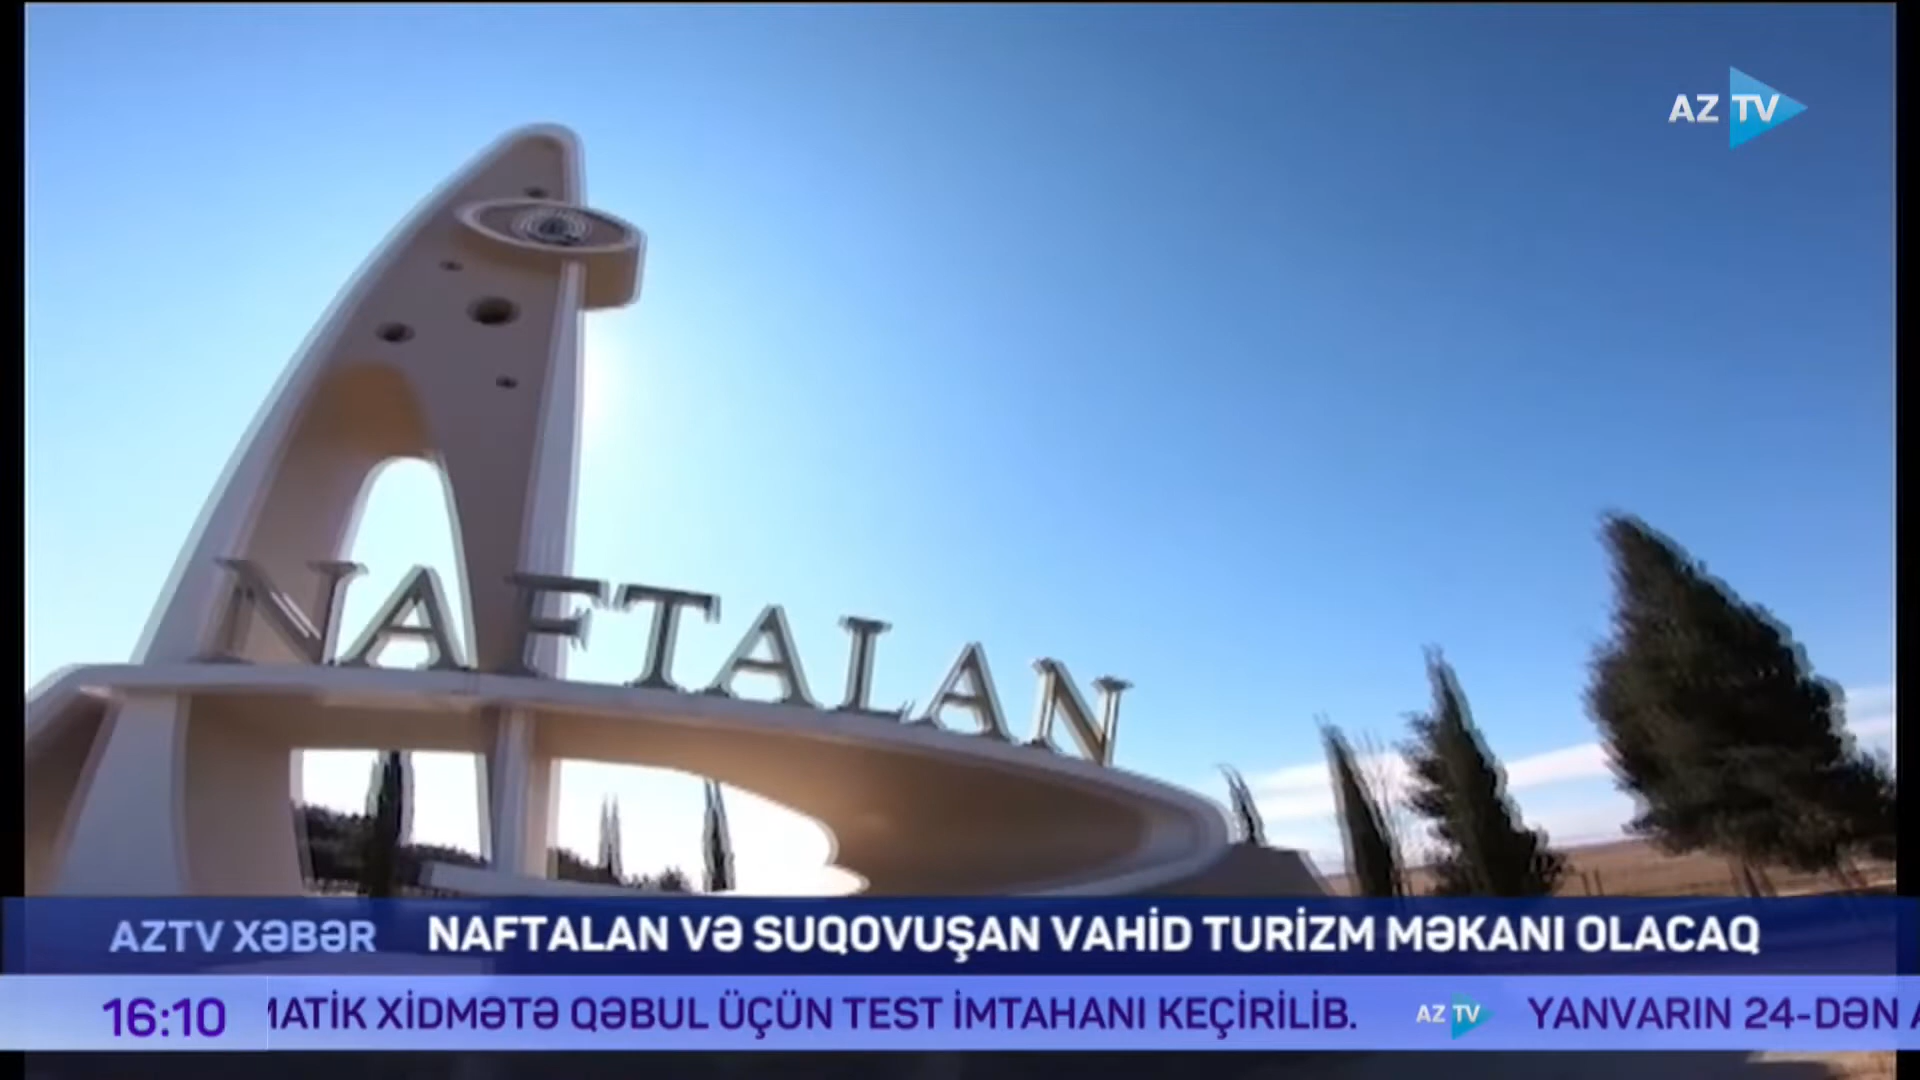 AZ TV
NAFTALAN
AZTV XƏBƏR
NAFTALAN VƏ SUQOVUŞAN VAHİD TURİZM MƏKANI OLACAQ
16:10
XİDMƏTƏ QƏBUL ÜÇÜN TEST İMTAHANI KEÇİRİLİB. AZ TV YANVARIN 24-DƏN